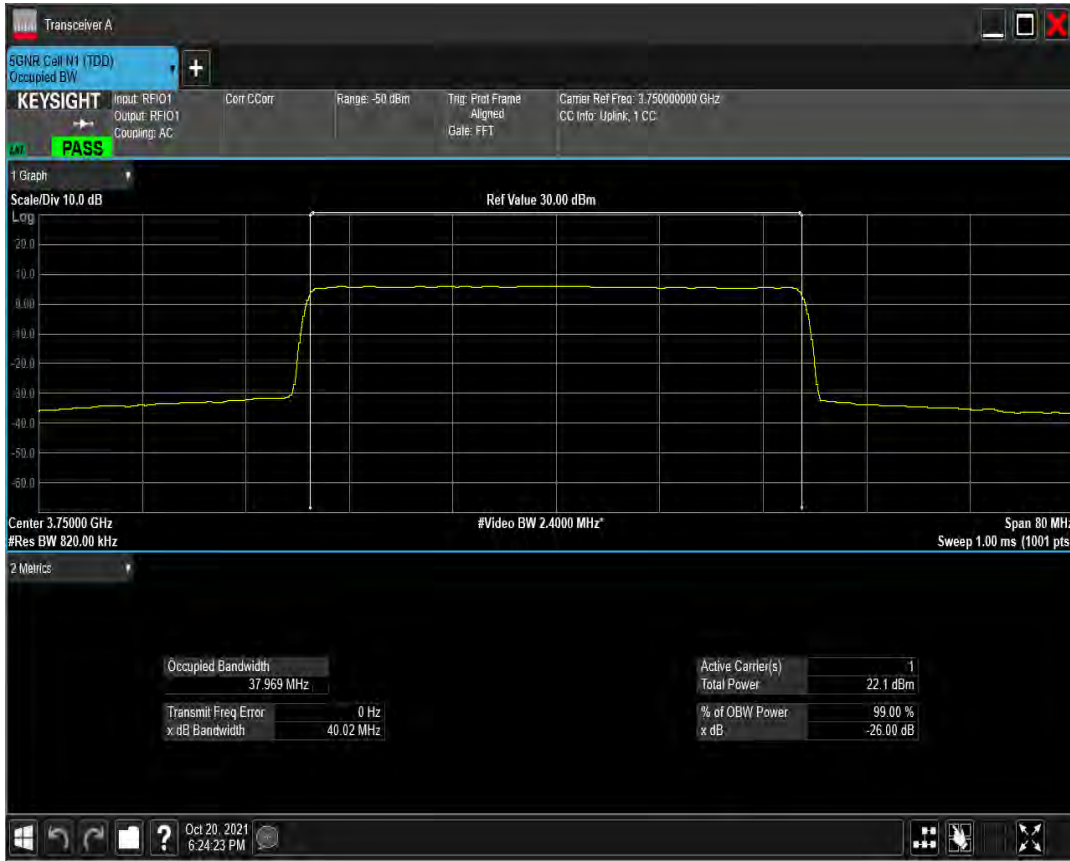 Transceiver A
5GNR Cell N1 (TDD)
Occupied BW
+
KEYSIGHT
Input: RFIO1
Output: RFIO1
Coupling: AC
Corr CCorr
Range: -50 dBm
Trig: Prot Frame
Aligned
Gate: FFT
Carrier Ref Freq: 3.750000000 GHz
CC Info: Uplink, 1 CC
PASS
1 Graph
Scale/Div 10.0 dB
Ref Value 30.00 dBm
Log
20.0
10.0
0.00
-10.0
-20.0
-30.0
-40.0
-50.0
-60.0
Center 3.75000 GHz
#Video BW 2.4000 MHz*
Span 80 MHz
#Res BW 820.00 kHz
Sweep 1.00 ms (1001 pts
2 Metrics
Occupied Bandwidth
37.969 MHz
Transmit Freq Error 0 Hz
x dB Bandwidth 40.02 MHz
Active Carrier(s) 1
Total Power 22.1 dBm
% of OBW Power 99.00 %
x dB -26.00 dB
?
Oct 20, 2021
6:24:23 PM